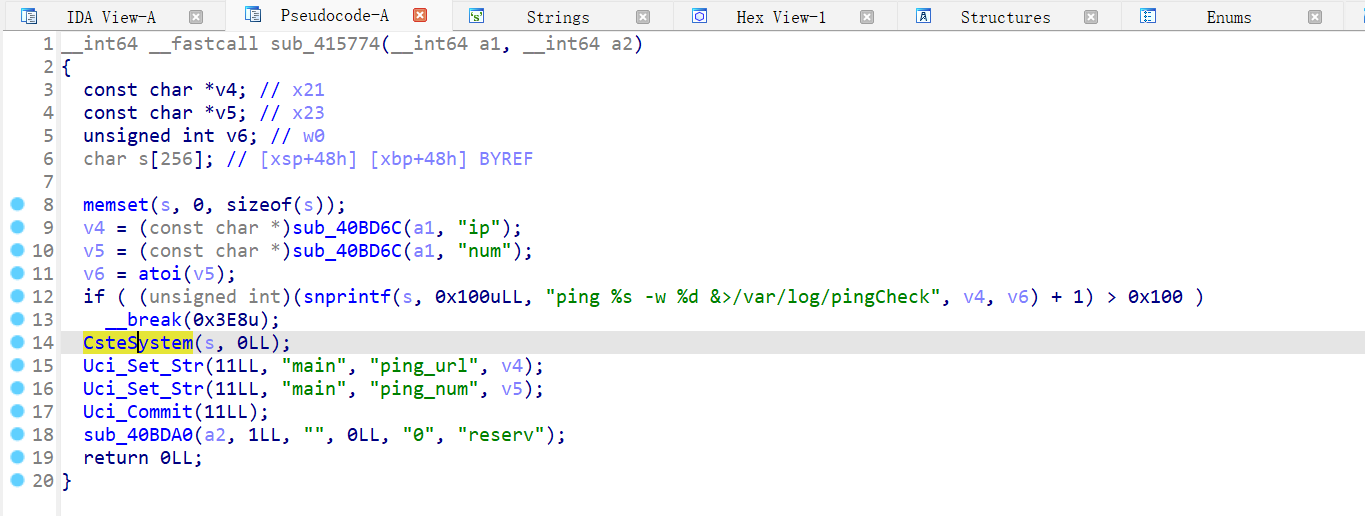 IDA View-A Pseudocode-A 's' Strings Hex View-1 A Structures Enums
1 __int64 __fastcall sub_415774(__int64 a1, __int64 a2)
2 {
3 const char *v4; // x21
4 const char *v5; // x23
5 unsigned int v6; // w0
6 char s[256]; // [xsp+48h] [xbp+48h] BYREF
7
8 memset(s, 0, sizeof(s));
9 v4 = (const char *)sub_40BD6C(a1, "ip");
10 v5 = (const char *)sub_40BD6C(a1, "num");
11 v6 = atoi(v5);
12 if ( (unsigned int)(snprintf(s, 0x100uLL, "ping %s -w %d &>/var/log/pingCheck", v4, v6) + 1) > 0x100 )
13 __break(0x3E8u);
14 CsteSystem(s, 0LL);
15 Uci_Set_Str(11LL, "main", "ping_url", v4);
16 Uci_Set_Str(11LL, "main", "ping_num", v5);
17 Uci_Commit(11LL);
18 sub_40BDA0(a2, 1LL, "", 0LL, "0", "reserv");
19 return 0LL;
20 }